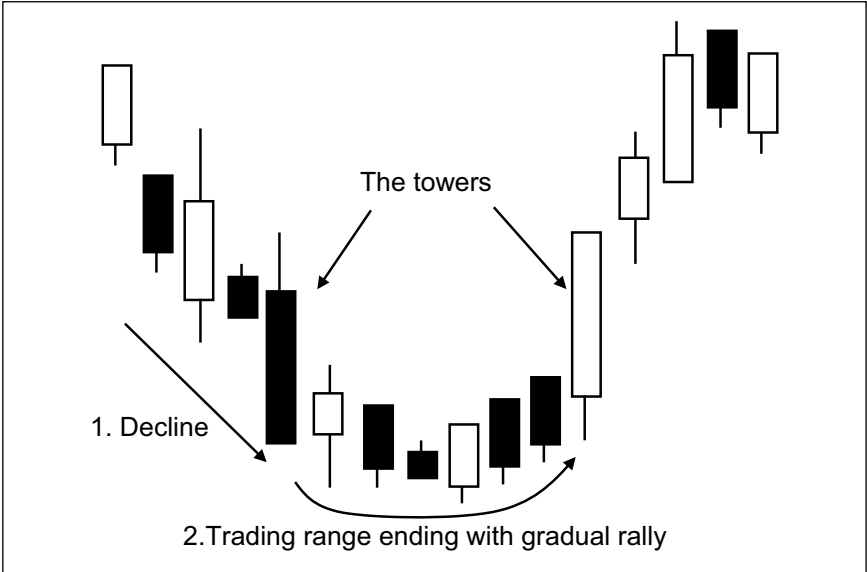 The towers
1. Decline
2.Trading range ending with gradual rally